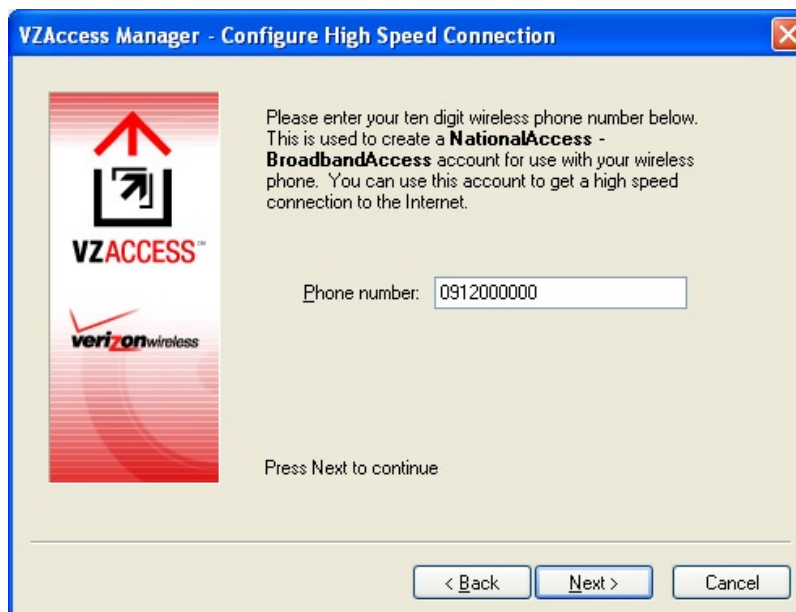 VZAccess Manager - Configure High Speed Connection
Please enter your ten digit wireless phone number below.
This is used to create a NationalAccess -
BroadbandAccess account for use with your wireless
phone. You can use this account to get a high speed
connection to the Internet.
VZACCESS™
Phone number: 0912000000
verizonwireless
Press Next to continue
< Back
Next >
Cancel